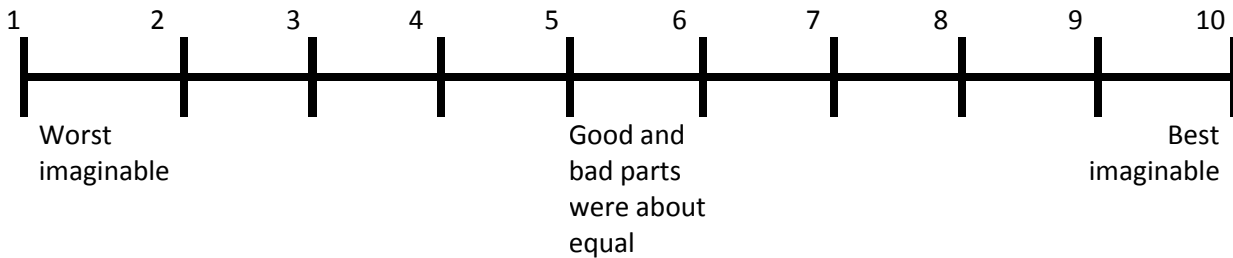 1 2 3 4 5 6 7 8 9 10
Worst
imaginable
Good and
bad parts
were about
equal
Best
imaginable